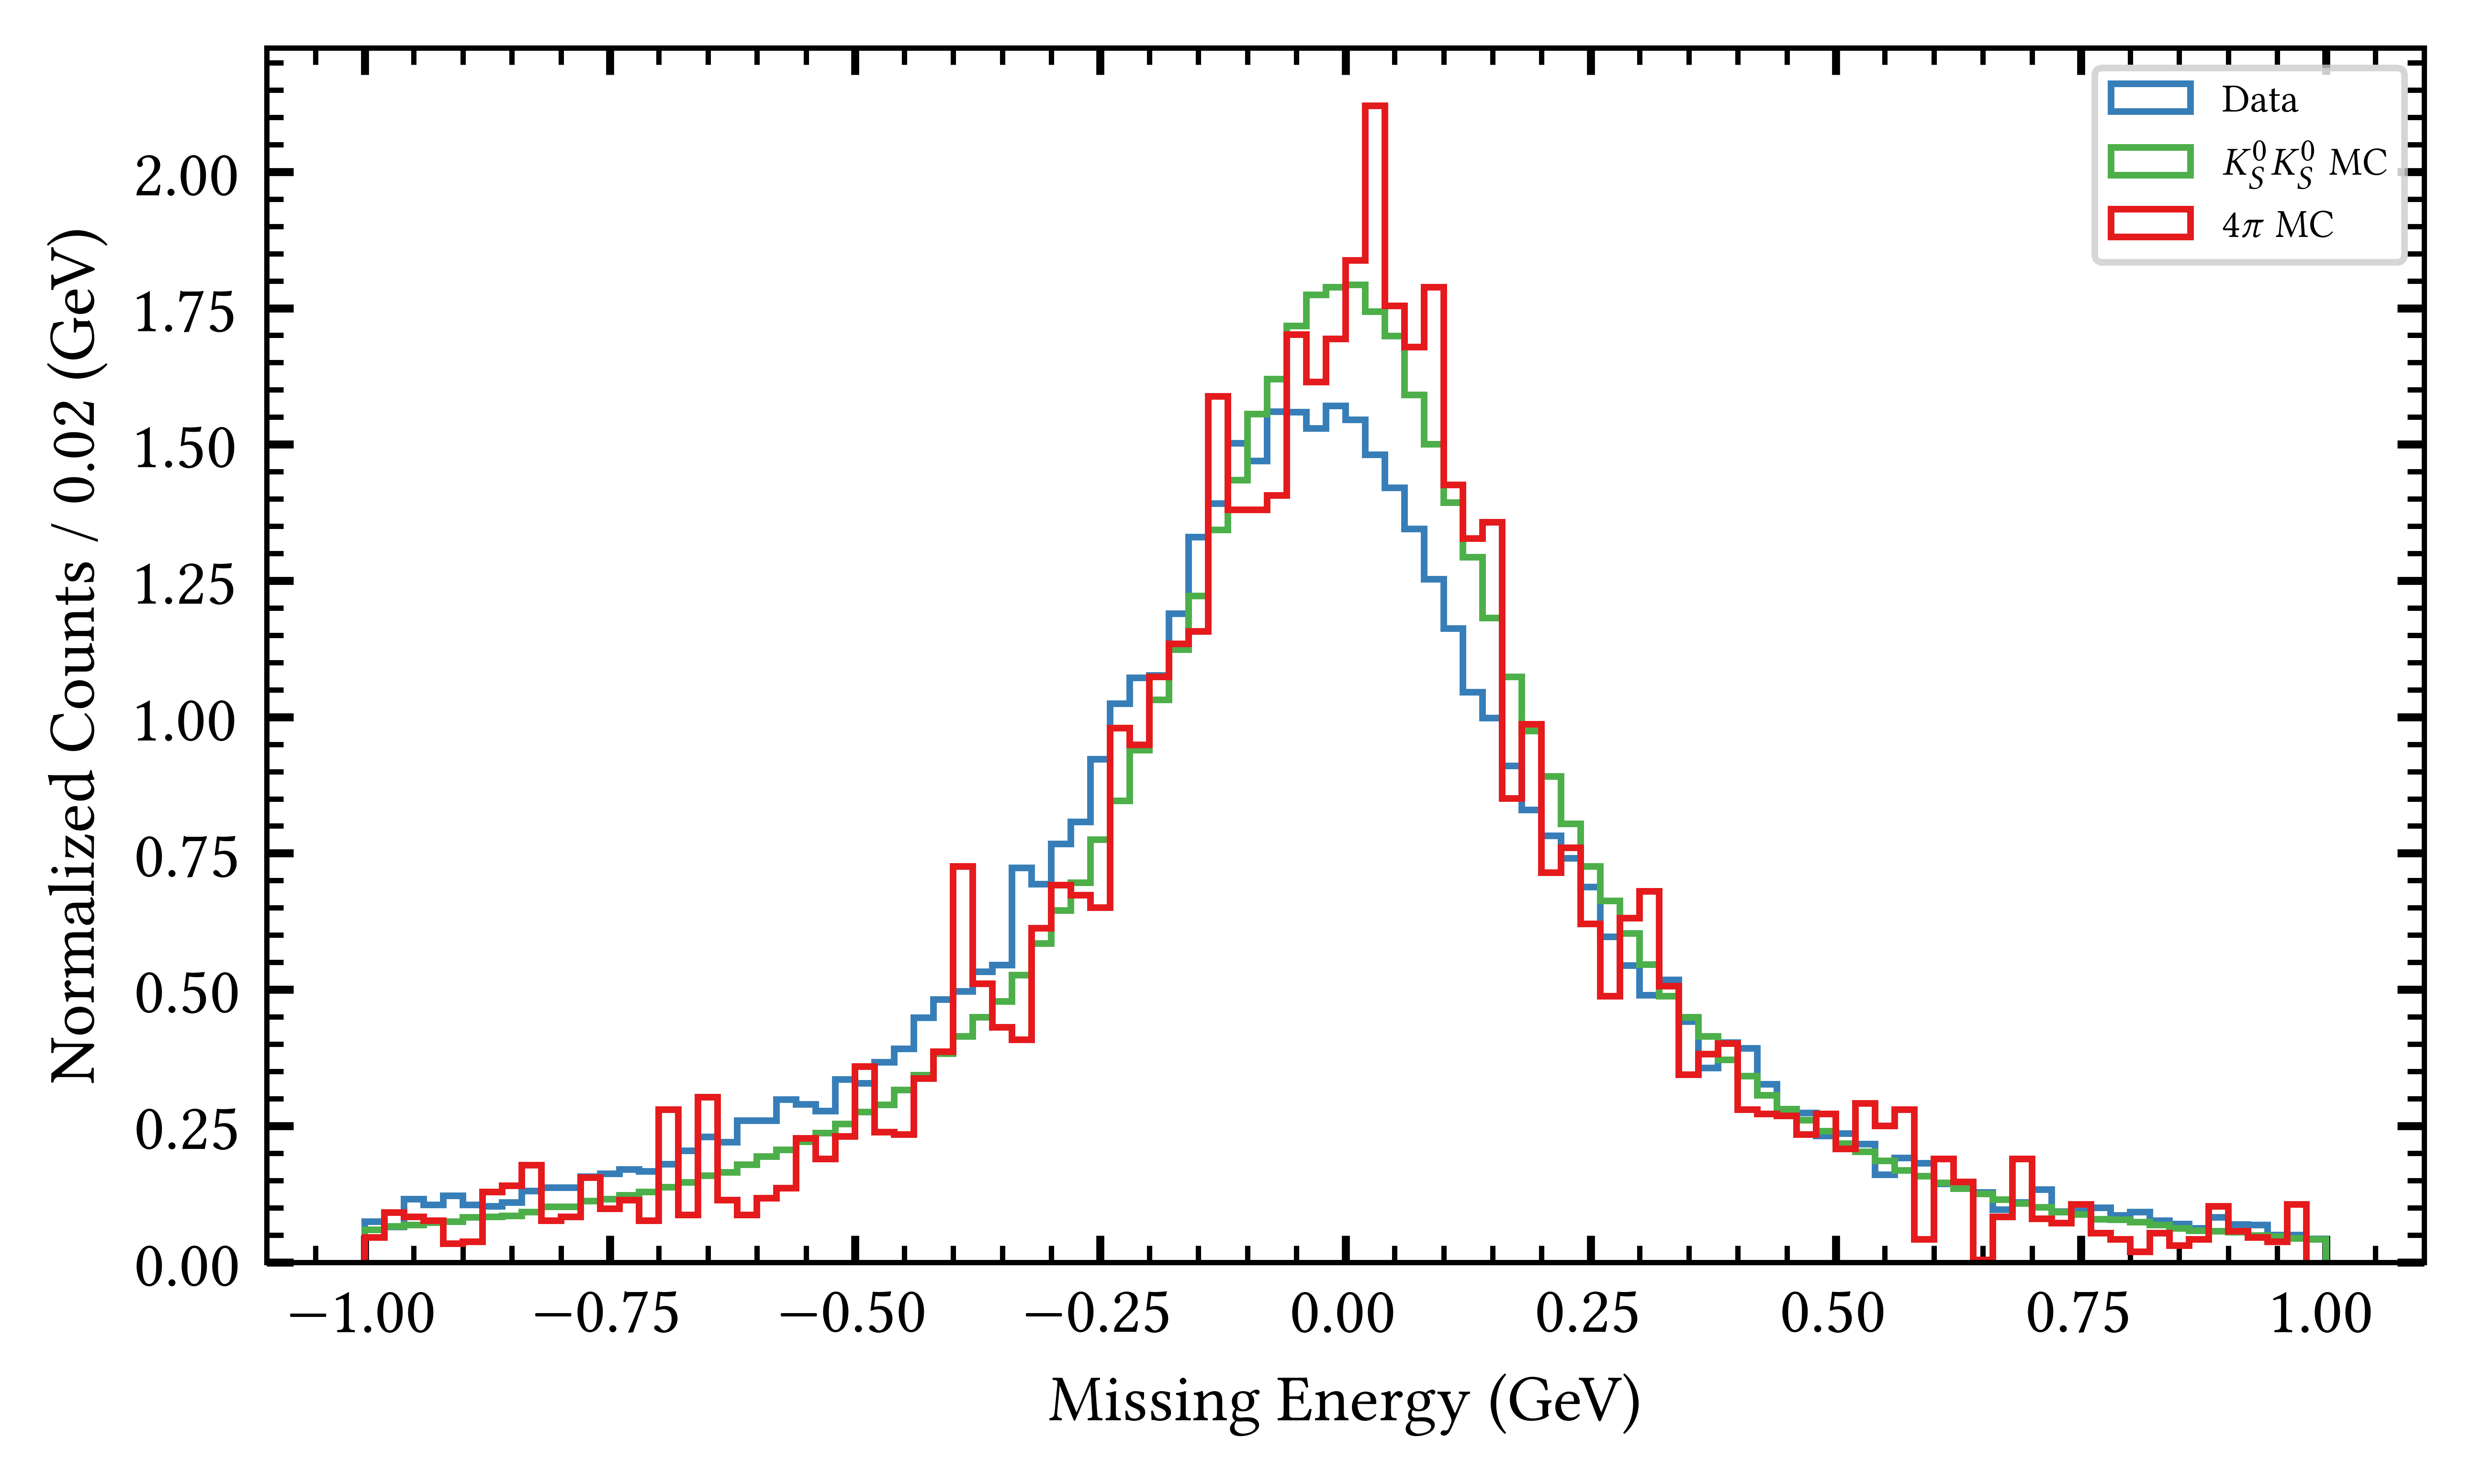 Normalized Counts / 0.02 (GeV)
2.00
1.75
1.50
1.25
1.00
0.75
0.50
0.25
0.00
Data
K_S^0 K_S^0 MC
4π MC
−1.00 −0.75 −0.50 −0.25 0.00 0.25 0.50 0.75 1.00
Missing Energy (GeV)